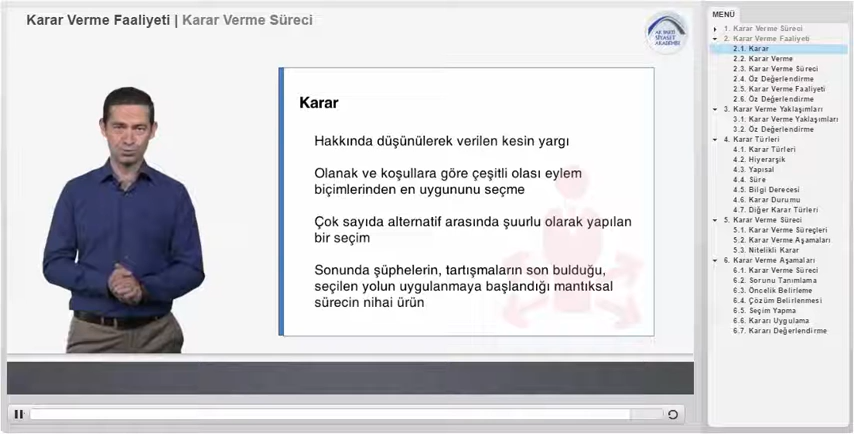 Karar Verme Faaliyeti | Karar Verme Süreci
AK PARTİ
SİYASET
AKADEMİSİ
Karar
Hakkında düşünülerek verilen kesin yargı
Olanak ve koşullara göre çeşitli olası eylem
biçimlerinden en uygununu seçme
Çok sayıda alternatif arasında şuurlu olarak yapılan
bir seçim
Sonunda şüphelerin, tartışmaların son bulduğu,
seçilen yolun uygulanmaya başlandığı mantıksal
sürecin nihai ürün
MENÜ
1. Karar Verme Süreci
2. Karar Verme Faaliyeti
2.1. Karar
2.2. Karar Verme
2.3. Karar Verme Süreci
2.4. Öz Değerlendirme
2.5. Karar Verme Faaliyeti
2.6. Öz Değerlendirme
3. Karar Verme Yaklaşımları
3.1. Karar Verme Yaklaşımları
3.2. Öz Değerlendirme
4. Karar Türleri
4.1. Karar Türleri
4.2. Hiyerarşik
4.3. Yapısal
4.4. Süre
4.5. Bilgi Derecesi
4.6. Karar Durumu
4.7. Diğer Karar Türleri
5. Karar Verme Süreci
5.1. Karar Verme Süreçleri
5.2. Karar Verme Aşamaları
5.3. Nitelikli Karar
6. Karar Verme Aşamaları
6.1. Karar Verme Süreci
6.2. Sorunu Tanımlama
6.3. Öncelik Belirleme
6.4. Çözüm Belirlenmesi
6.5. Seçim Yapma
6.6. Kararı Uygulama
6.7. Kararı Değerlendirme